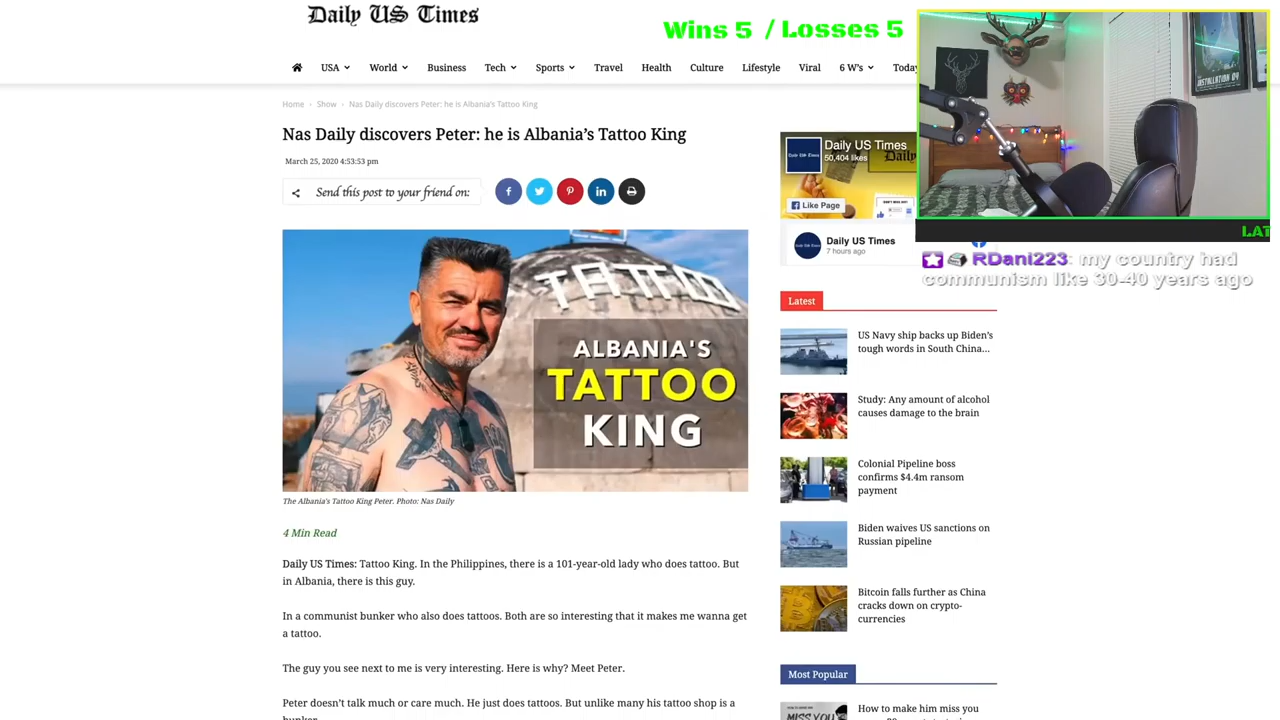 Daily US Times
Wins 5 / Losses 5
USA
World
Business
Tech
Sports
Travel
Health
Culture
Lifestyle
Viral
6 W's
Today
Home › Show › Nas Daily discovers Peter: he is Albania's Tattoo King
Nas Daily discovers Peter: he is Albania's Tattoo King
March 25, 2020 4:53:53 pm
Send this post to your friend on:
TATTOO
ALBANIA'S
TATTOO
KING
The Albania's Tattoo King Peter. Photo: Nas Daily
4 Min Read
Daily US Times: Tattoo King. In the Philippines, there is a 101-year-old lady who does tattoo. But
in Albania, there is this guy.
In a communist bunker who also does tattoos. Both are so interesting that it makes me wanna get
a tattoo.
The guy you see next to me is very interesting. Here is why? Meet Peter.
Peter doesn't talk much or care much. He just does tattoos. But unlike many his tattoo shop is a
bunker.
Daily US Times
50,404 likes
Like Page
Daily US Times
7 hours ago
INSTALLATION 04
LAT
RDani223: my country had
communism like 30-40 years ago
Latest
US Navy ship backs up Biden's
tough words in South China...
Study: Any amount of alcohol
causes damage to the brain
Colonial Pipeline boss
confirms $4.4m ransom
payment
Biden waives US sanctions on
Russian pipeline
Bitcoin falls further as China
cracks down on crypto-
currencies
Most Popular
How to make him miss you
MISS YOU